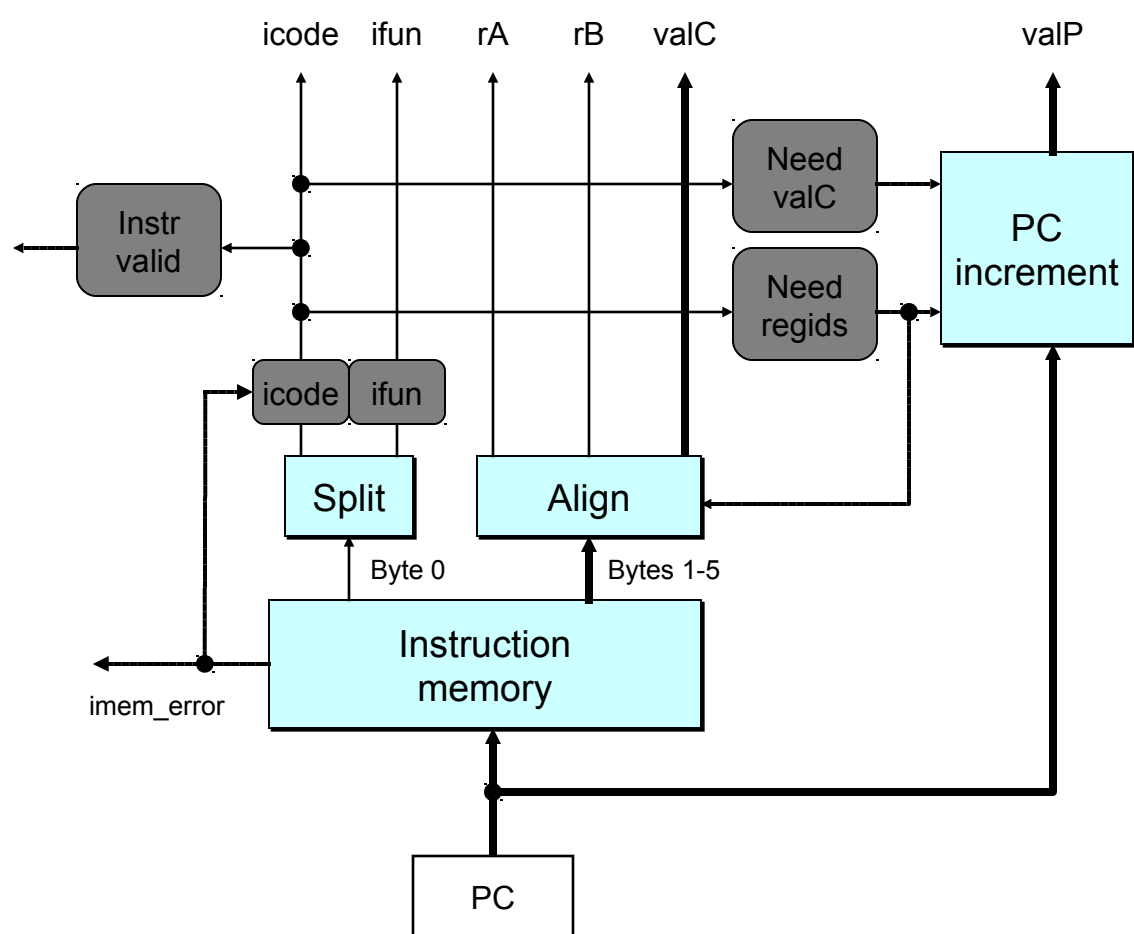 icode ifun rA rB valC valP
Need
valC
Instr
valid
PC
increment
Need
regids
icode ifun
Split
Align
Byte 0
Bytes 1-5
Instruction
memory
imem_error
PC